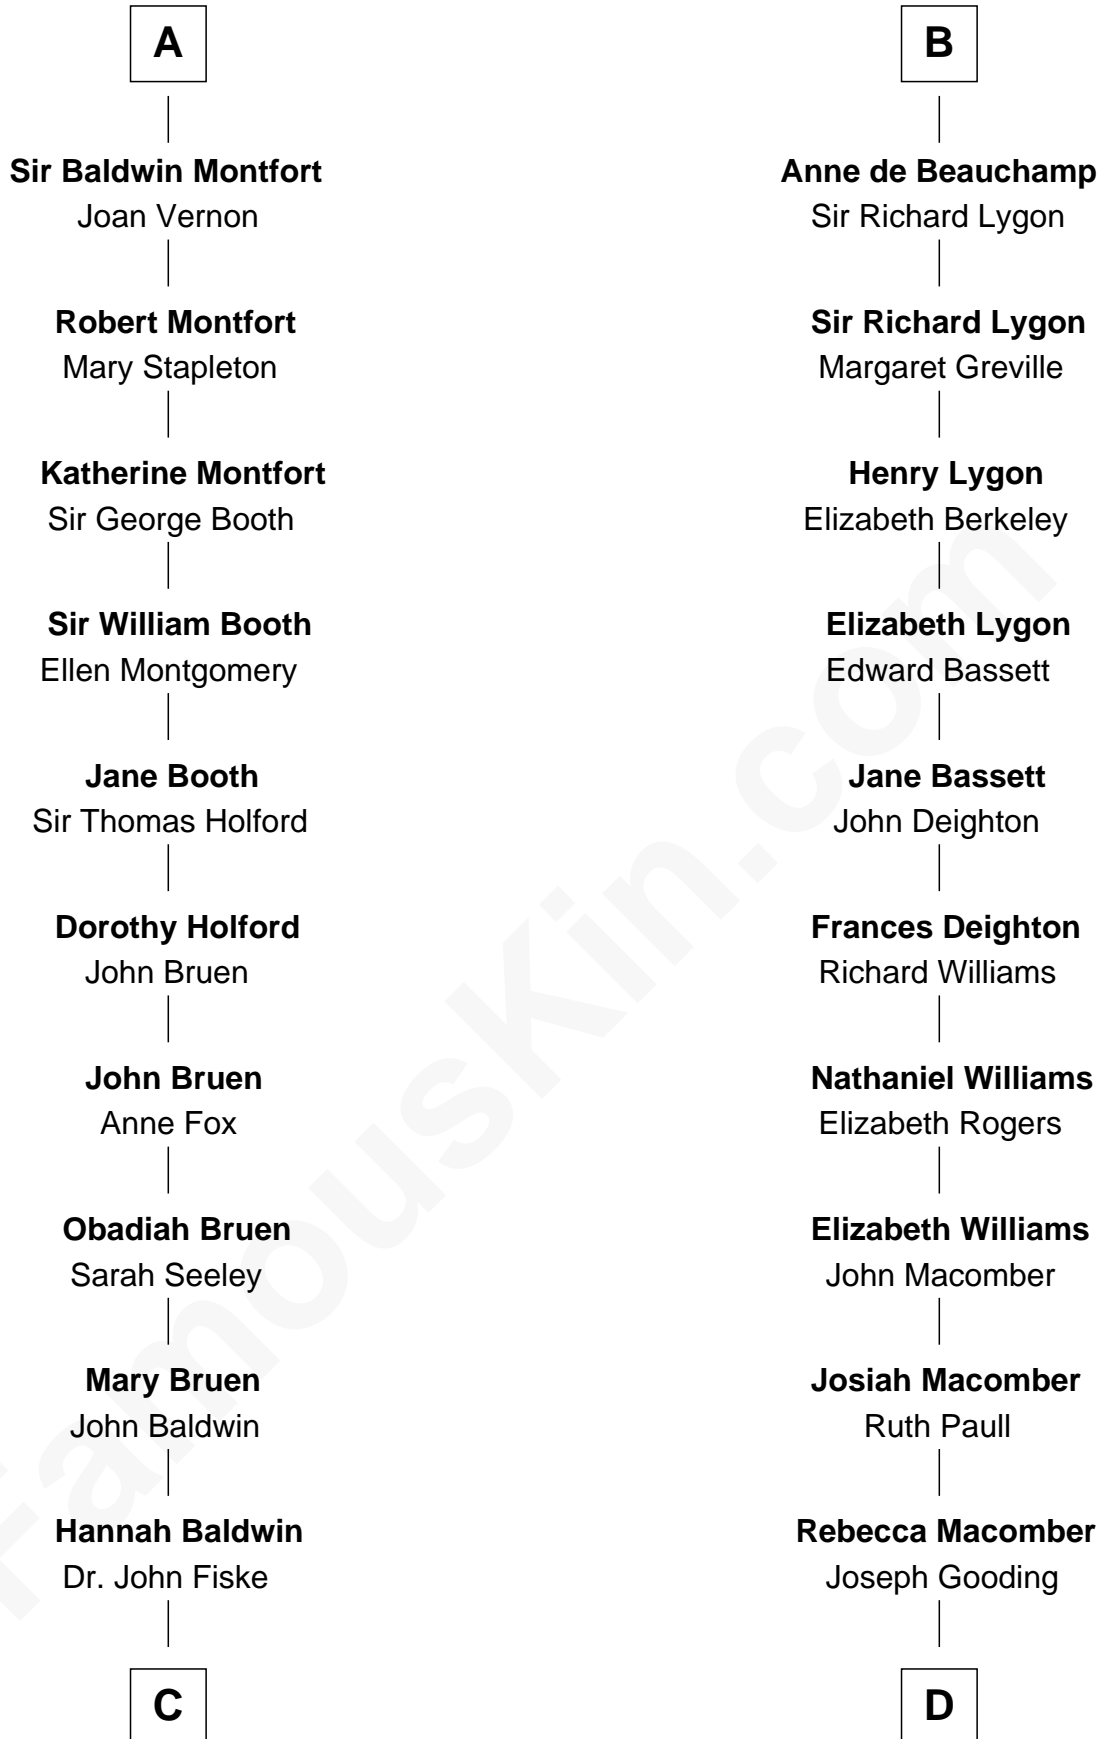 A
Sir Baldwin Montfort
Joan Vernon
Robert Montfort
Mary Stapleton
Katherine Montfort
Sir George Booth
Sir William Booth
Ellen Montgomery
Jane Booth
Sir Thomas Holford
Dorothy Holford
John Bruen
John Bruen
Anne Fox
Obadiah Bruen
Sarah Seeley
Mary Bruen
John Baldwin
Hannah Baldwin
Dr. John Fiske
C
B
Anne de Beauchamp
Sir Richard Lygon
Sir Richard Lygon
Margaret Greville
Henry Lygon
Elizabeth Berkeley
Elizabeth Lygon
Edward Bassett
Jane Bassett
John Deighton
Frances Deighton
Richard Williams
Nathaniel Williams
Elizabeth Rogers
Elizabeth Williams
John Macomber
Josiah Macomber
Ruth Paull
Rebecca Macomber
Joseph Gooding
D
FamousKin.com